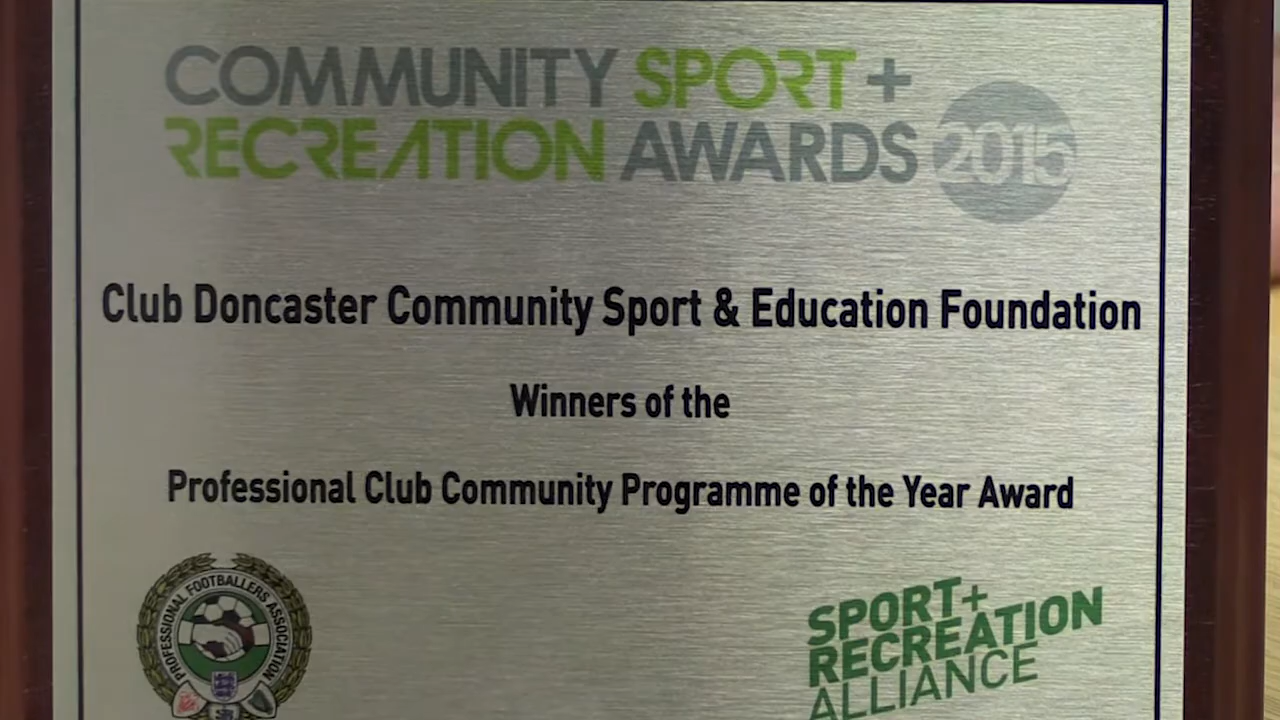 COMMUNITY SPORT +
RECREATION AWARDS 2015
Club Doncaster Community Sport & Education Foundation
Winners of the
Professional Club Community Programme of the Year Award
PROFESSIONAL FOOTBALLERS ASSOCIATION
SPORT+
RECREATION
ALLIANCE